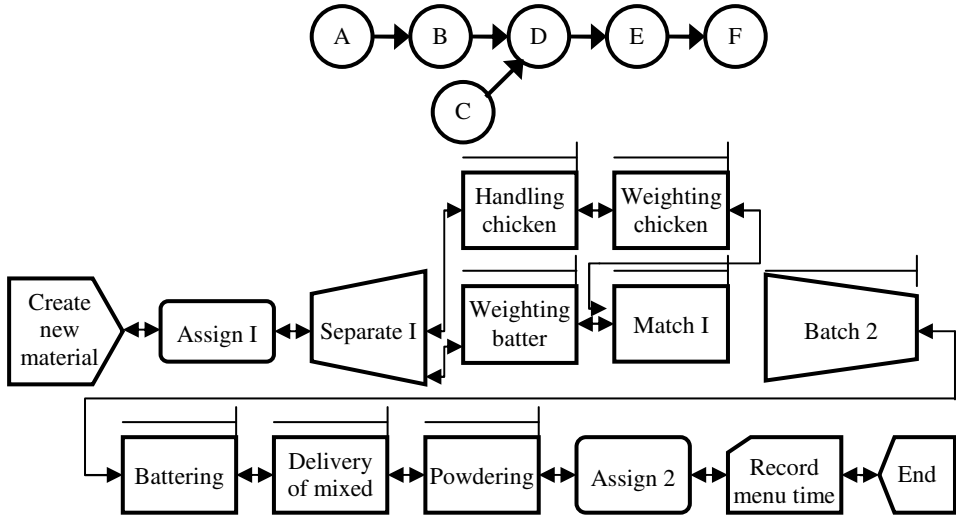 A
B
D
E
F
C
Handling
chicken
Weighting
chicken
Create
new
material
Assign I
Separate I
Weighting
batter
Match I
Batch 2
Battering
Delivery
of mixed
Powdering
Assign 2
Record
menu time
End